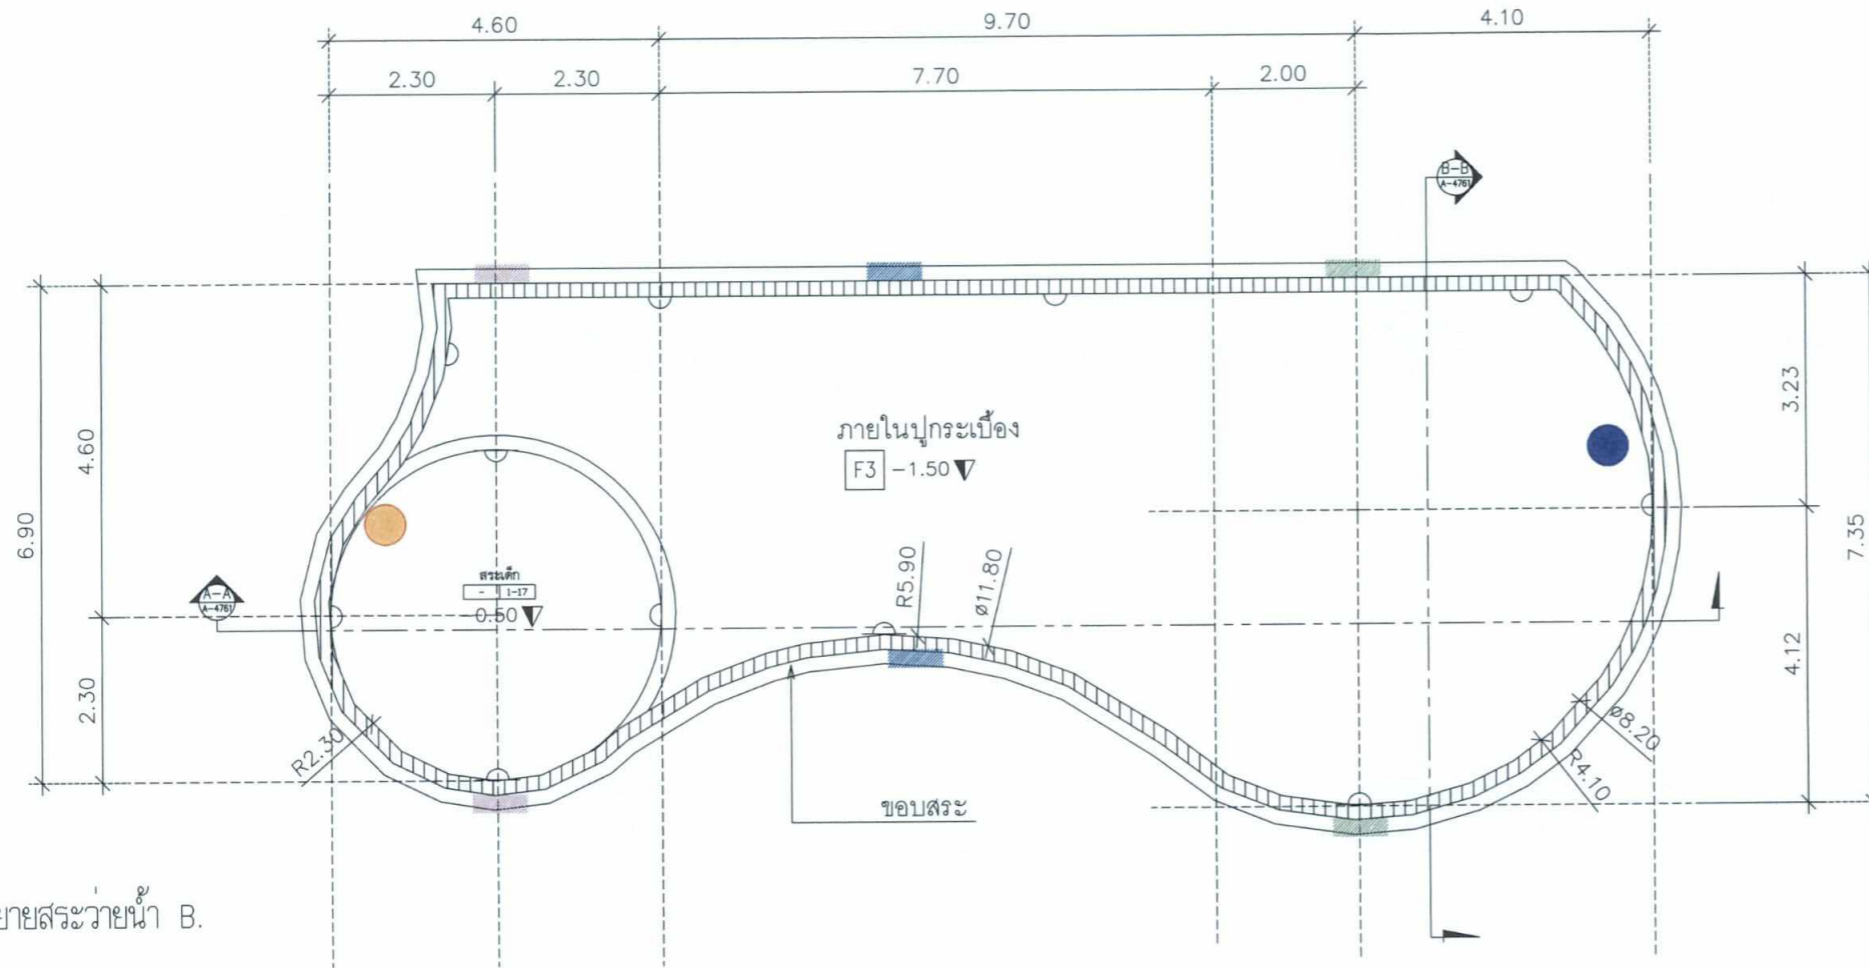 4.60
9.70
4.10
2.30
2.30
7.70
2.00
B-B
A-4761
3.23
ภายในปูกระเบื้อง
F3 -1.50
4.60
6.90
7.35
R5.90
ø11.80
สระเด็ก
- 1-17
0.50
A-A
A-4761
4.12
2.30
R2.30
ø8.20
R4.10
ขอบสระ
ยายสระว่ายน้ำ B.